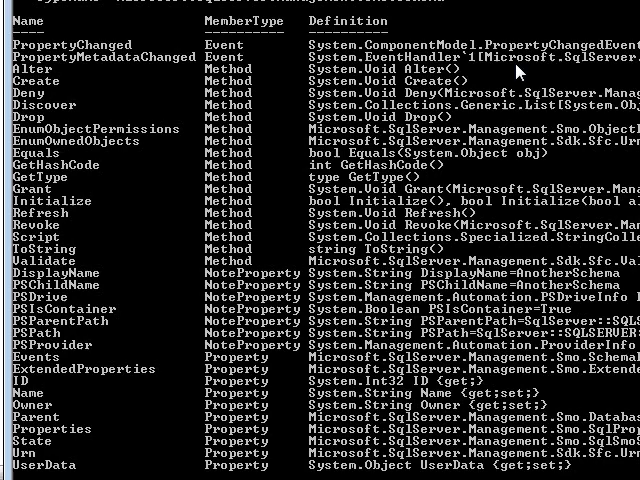 Name MemberType Definition
---- ---------- ----------
PropertyChanged Event System.ComponentModel.PropertyChangedEvent
PropertyMetadataChanged Event System.EventHandler`1[Microsoft.SqlServer.
Alter Method System.Void Alter()
Create Method System.Void Create()
Deny Method System.Void Deny(Microsoft.SqlServer.Mana
Discover Method System.Collections.Generic.List[System.Obj
Drop Method System.Void Drop()
EnumObjectPermissions Method Microsoft.SqlServer.Management.Smo.ObjectP
EnumOwnedObjects Method Microsoft.SqlServer.Management.Sdk.Sfc.Urn
Equals Method bool Equals(System.Object obj)
GetHashCode Method int GetHashCode()
GetType Method type GetType()
Grant Method System.Void Grant(Microsoft.SqlServer.Man
Initialize Method bool Initialize(), bool Initialize(bool al
Refresh Method System.Void Refresh()
Revoke Method System.Void Revoke(Microsoft.SqlServer.Ma
Script Method System.Collections.Specialized.StringColle
ToString Method string ToString()
Validate Method Microsoft.SqlServer.Management.Sdk.Sfc.Val
DisplayName NoteProperty System.String DisplayName=AnotherSchema
PSChildName NoteProperty System.String PSChildName=AnotherSchema
PSDrive NoteProperty System.Management.Automation.PSDriveInfo
PSIsContainer NoteProperty System.Boolean PSIsContainer=True
PSParentPath NoteProperty System.String PSParentPath=SqlServer::SQLS
PSPath NoteProperty System.String PSPath=SqlServer::SQLSERVER:
PSProvider NoteProperty System.Management.Automation.ProviderInfo
Events Property Microsoft.SqlServer.Management.Smo.Schema
ExtendedProperties Property Microsoft.SqlServer.Management.Smo.Extende
ID Property System.Int32 ID {get;}
Name Property System.String Name {get;set;}
Owner Property System.String Owner {get;set;}
Parent Property Microsoft.SqlServer.Management.Smo.Databas
Properties Property Microsoft.SqlServer.Management.Smo.SqlProp
State Property Microsoft.SqlServer.Management.Smo.SqlSmoS
Urn Property Microsoft.SqlServer.Management.Sdk.Sfc.Urn
UserData Property System.Object UserData {get;set;}